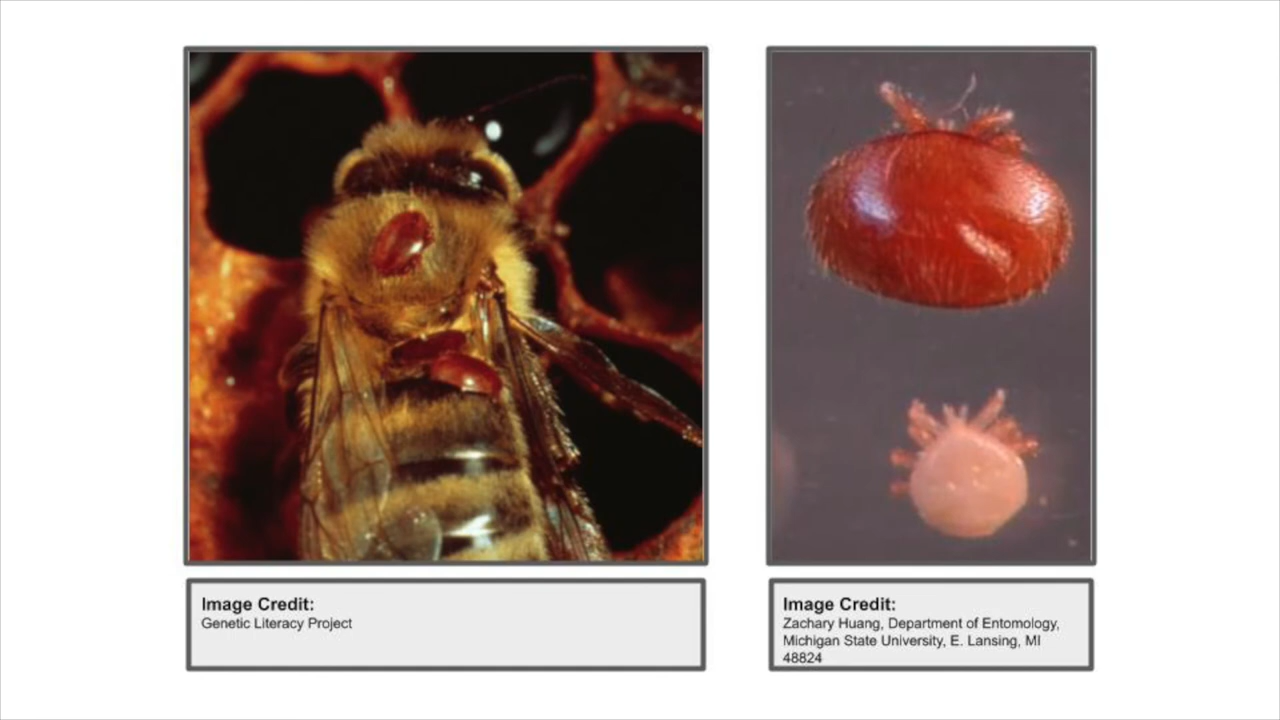 Image Credit:
Genetic Literacy Project
Image Credit:
Zachary Huang, Department of Entomology,
Michigan State University, E. Lansing, MI
48824